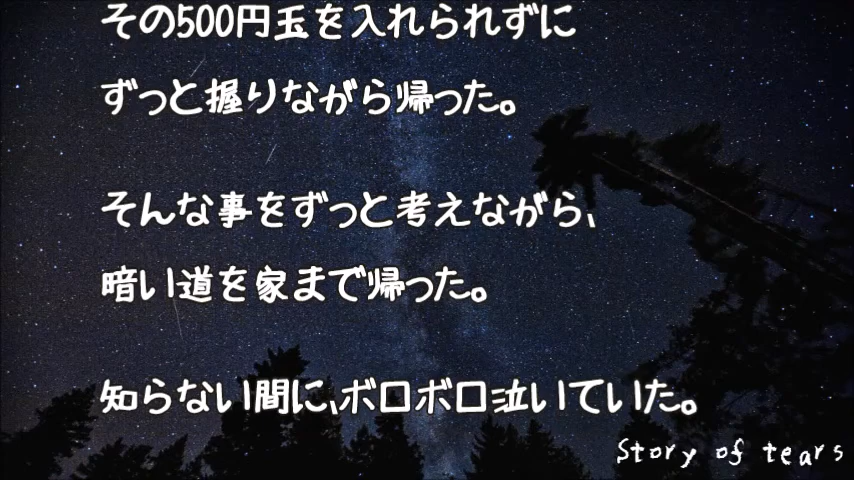 その500円玉を入れられずに
ずっと握りながら帰った。
そんな事をずっと考えながら、
暗い道を家まで帰った。
知らない間に、ボロボロ泣いていた。
Story of tears